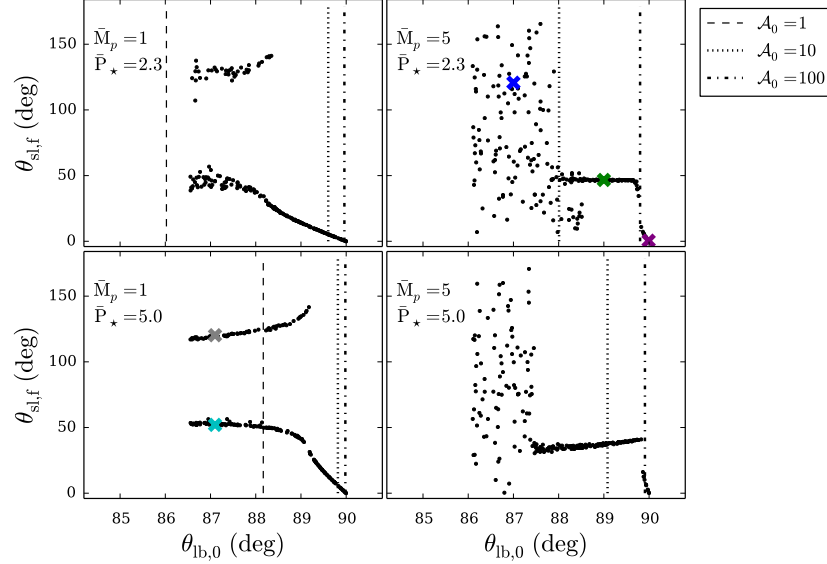 150
100
50
0
θsl,f (deg)
M̄p=1
P̄⋆=2.3
M̄p=5
P̄⋆=2.3
𝒜0=1
𝒜0=10
𝒜0=100
150
100
50
0
θsl,f (deg)
M̄p=1
P̄⋆=5.0
M̄p=5
P̄⋆=5.0
85 86 87 88 89 90
85 86 87 88 89 90
θlb,0 (deg)
θlb,0 (deg)